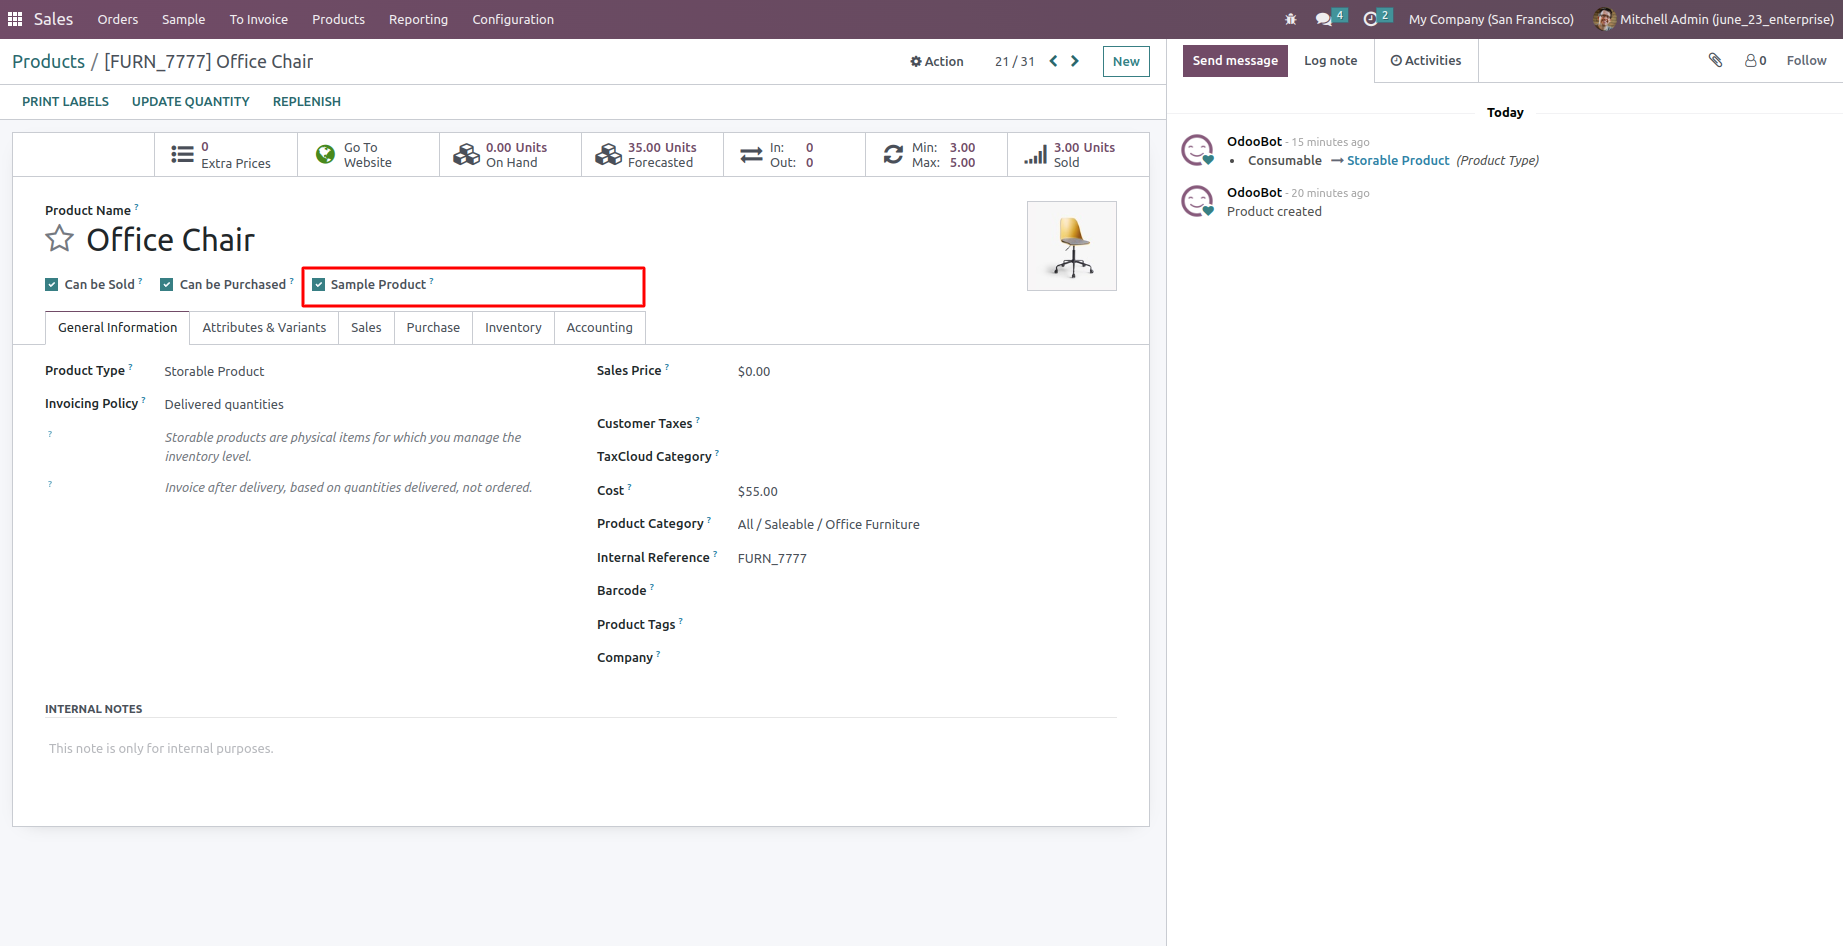 Sales Orders Sample To Invoice Products Reporting Configuration 4 2 My Company (San Francisco) Mitchell Admin (june_23_enterprise)
Products / [FURN_7777] Office Chair Action 21 / 31 New
Send message Log note Activities 0 Follow
PRINT LABELS UPDATE QUANTITY REPLENISH
Today
0 Extra Prices
Go To Website
0.00 Units On Hand
35.00 Units Forecasted
In: 0
Out: 0
Min: 3.00
Max: 5.00
3.00 Units Sold
OdooBot - 15 minutes ago
• Consumable → Storable Product (Product Type)
OdooBot - 20 minutes ago
Product created
Product Name ?
Office Chair
Can be Sold ? Can be Purchased ? Sample Product ?
General Information Attributes & Variants Sales Purchase Inventory Accounting
Product Type ? Storable Product
Invoicing Policy ? Delivered quantities
? Storable products are physical items for which you manage the
inventory level.
? Invoice after delivery, based on quantities delivered, not ordered.
Sales Price ? $0.00
Customer Taxes ?
TaxCloud Category ?
Cost ? $55.00
Product Category ? All / Saleable / Office Furniture
Internal Reference ? FURN_7777
Barcode ?
Product Tags ?
Company ?
INTERNAL NOTES
This note is only for internal purposes.